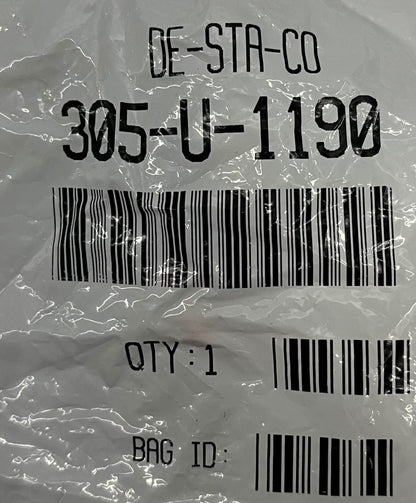 DE-STA-CO
305-U-1190
QTY: 1
BAG ID: